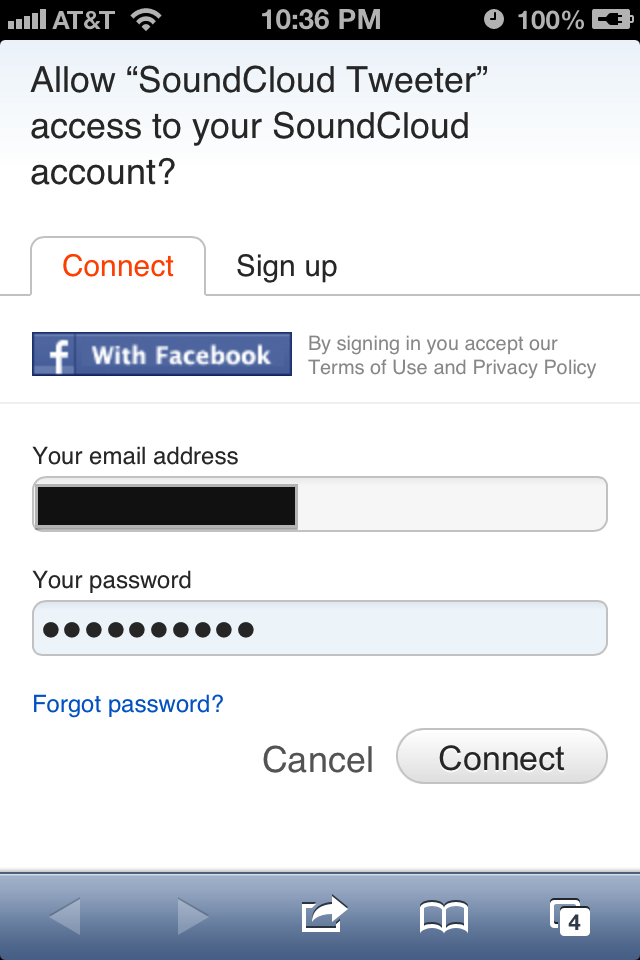 AT&T 10:36 PM 100%
Allow “SoundCloud Tweeter”
access to your SoundCloud
account?
Connect Sign up
f With Facebook
By signing in you accept our
Terms of Use and Privacy Policy
Your email address
Your password
Forgot password?
Cancel Connect
4